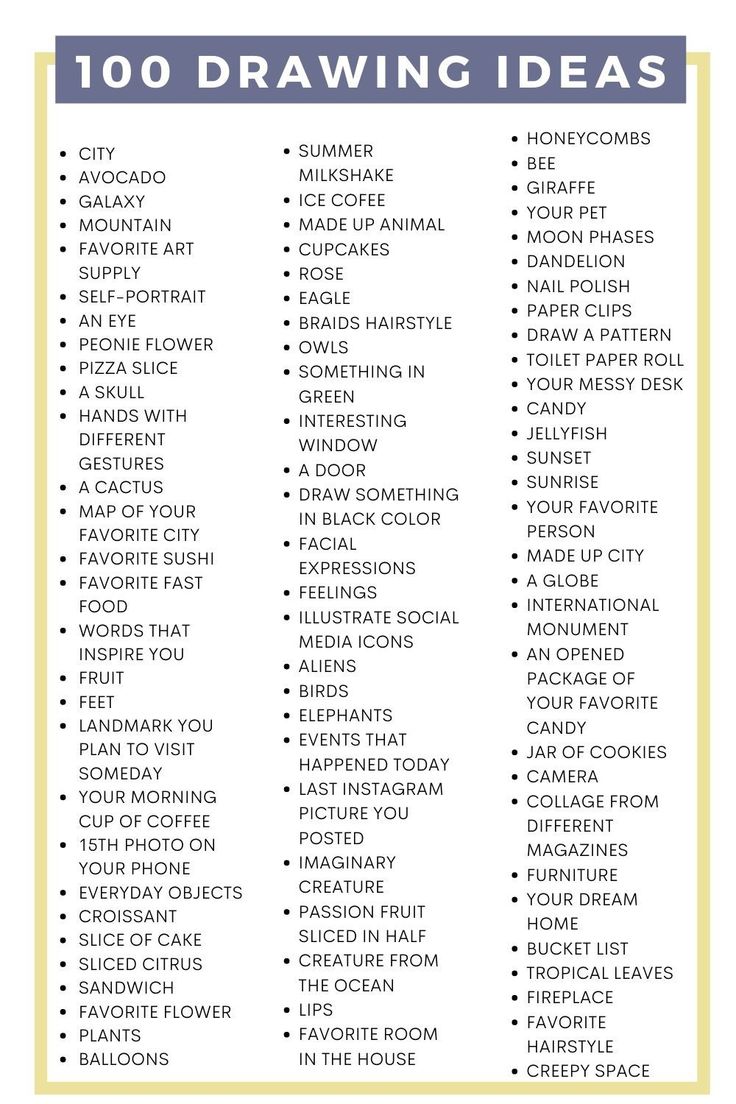 100 DRAWING IDEAS
• CITY
• AVOCADO
• GALAXY
• MOUNTAIN
• FAVORITE ART
SUPPLY
• SELF-PORTRAIT
• AN EYE
• PEONIE FLOWER
• PIZZA SLICE
• A SKULL
• HANDS WITH
DIFFERENT
GESTURES
• A CACTUS
• MAP OF YOUR
FAVORITE CITY
• FAVORITE SUSHI
• FAVORITE FAST
FOOD
• WORDS THAT
INSPIRE YOU
• FRUIT
• FEET
• LANDMARK YOU
PLAN TO VISIT
SOMEDAY
• YOUR MORNING
CUP OF COFFEE
• 15TH PHOTO ON
YOUR PHONE
• EVERYDAY OBJECTS
• CROISSANT
• SLICE OF CAKE
• SLICED CITRUS
• SANDWICH
• FAVORITE FLOWER
• PLANTS
• BALLOONS
• SUMMER
MILKSHAKE
• ICE COFEE
• MADE UP ANIMAL
• CUPCAKES
• ROSE
• EAGLE
• BRAIDS HAIRSTYLE
• OWLS
• SOMETHING IN
GREEN
• INTERESTING
WINDOW
• A DOOR
• DRAW SOMETHING
IN BLACK COLOR
• FACIAL
EXPRESSIONS
• FEELINGS
• ILLUSTRATE SOCIAL
MEDIA ICONS
• ALIENS
• BIRDS
• ELEPHANTS
• EVENTS THAT
HAPPENED TODAY
• LAST INSTAGRAM
PICTURE YOU
POSTED
• IMAGINARY
CREATURE
• PASSION FRUIT
SLICED IN HALF
• CREATURE FROM
THE OCEAN
• LIPS
• FAVORITE ROOM
IN THE HOUSE
• HONEYCOMBS
• BEE
• GIRAFFE
• YOUR PET
• MOON PHASES
• DANDELION
• NAIL POLISH
• PAPER CLIPS
• DRAW A PATTERN
• TOILET PAPER ROLL
• YOUR MESSY DESK
• CANDY
• JELLYFISH
• SUNSET
• SUNRISE
• YOUR FAVORITE
PERSON
• MADE UP CITY
• A GLOBE
• INTERNATIONAL
MONUMENT
• AN OPENED
PACKAGE OF
YOUR FAVORITE
CANDY
• JAR OF COOKIES
• CAMERA
• COLLAGE FROM
DIFFERENT
MAGAZINES
• FURNITURE
• YOUR DREAM
HOME
• BUCKET LIST
• TROPICAL LEAVES
• FIREPLACE
• FAVORITE
HAIRSTYLE
• CREEPY SPACE